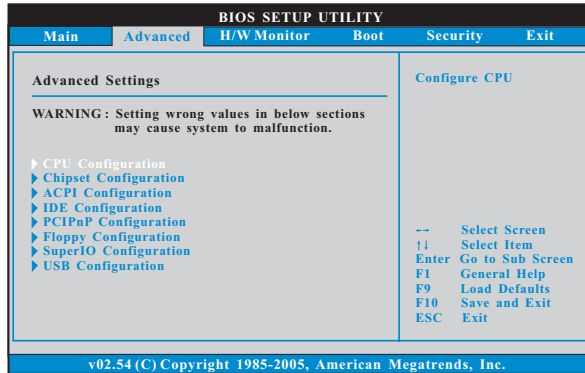 BIOS SETUP UTILITY
Main Advanced H/W Monitor Boot Security Exit
Advanced Settings
WARNING : Setting wrong values in below sections
may cause system to malfunction.
CPU Configuration
Chipset Configuration
ACPI Configuration
IDE Configuration
PCIPnP Configuration
Floppy Configuration
SuperIO Configuration
USB Configuration
Configure CPU
←→ Select Screen
↑↓ Select Item
Enter Go to Sub Screen
F1 General Help
F9 Load Defaults
F10 Save and Exit
ESC Exit
v02.54 (C) Copyright 1985-2005, American Megatrends, Inc.